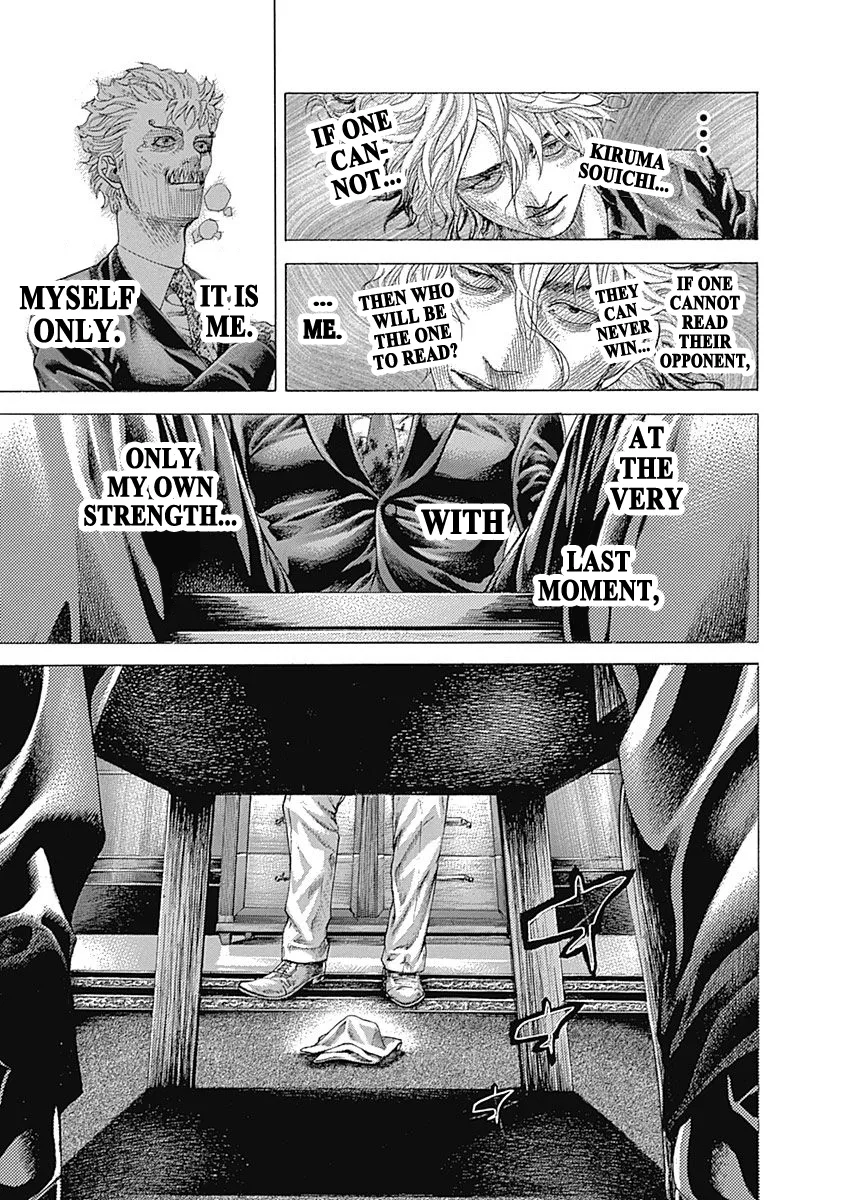 ...
KIRUMA
SOUICHI...
IF ONE
CAN-
NOT...
IF ONE
CANNOT
READ
THEIR
OPPONENT,
THEY
CAN
NEVER
WIN...
THEN WHO
WILL BE
THE ONE
TO READ?
...
ME.
IT IS
ME.
MYSELF
ONLY.
AT
THE
VERY
LAST
MOMENT,
WITH
ONLY
MY OWN
STRENGTH...